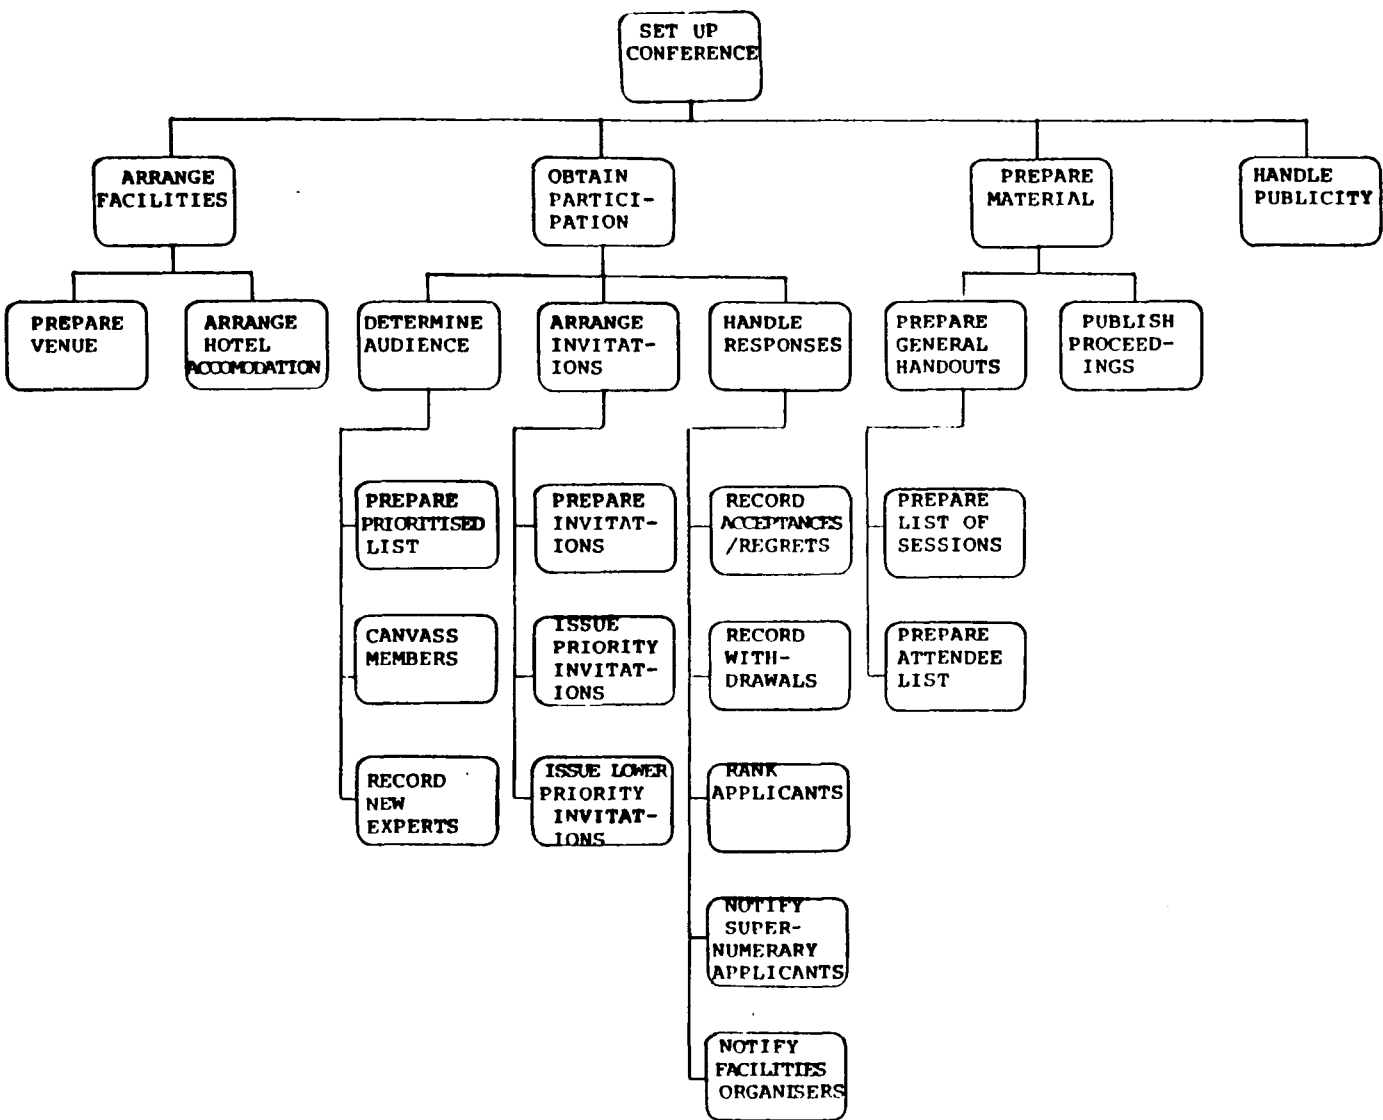 SET UP
CONFERENCE
ARRANGE
FACILITIES
OBTAIN
PARTICI-
PATION
PREPARE
MATERIAL
HANDLE
PUBLICITY
PREPARE
VENUE
ARRANGE
HOTEL
ACCOMODATION
DETERMINE
AUDIENCE
ARRANGE
INVITAT-
IONS
HANDLE
RESPONSES
PREPARE
GENERAL
HANDOUTS
PUBLISH
PROCEED-
INGS
PREPARE
PRIORITISED
LIST
PREPARE
INVITAT-
IONS
RECORD
ACCEPTANCES
/REGRETS
PREPARE
LIST OF
SESSIONS
CANVASS
MEMBERS
ISSUE
PRIORITY
INVITAT-
IONS
RECORD
WITH-
DRAWALS
PREPARE
ATTENDEE
LIST
RECORD
NEW
EXPERTS
ISSUE LOWER
PRIORITY
INVITAT-
IONS
RANK
APPLICANTS
NOTIFY
SUPER-
NUMERARY
APPLICANTS
NOTIFY
FACILITIES
ORGANISERS